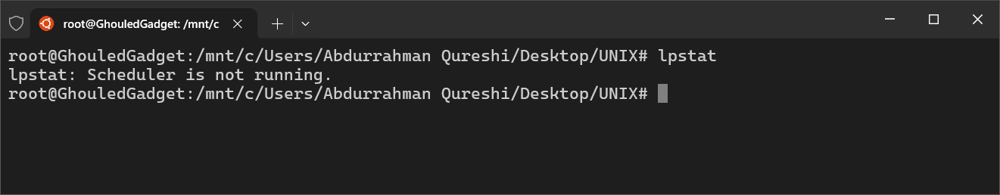 root@GhouledGadget: /mnt/c
root@GhouledGadget:/mnt/c/Users/Abdurrahman Qureshi/Desktop/UNIX# lpstat
lpstat: Scheduler is not running.
root@GhouledGadget:/mnt/c/Users/Abdurrahman Qureshi/Desktop/UNIX#